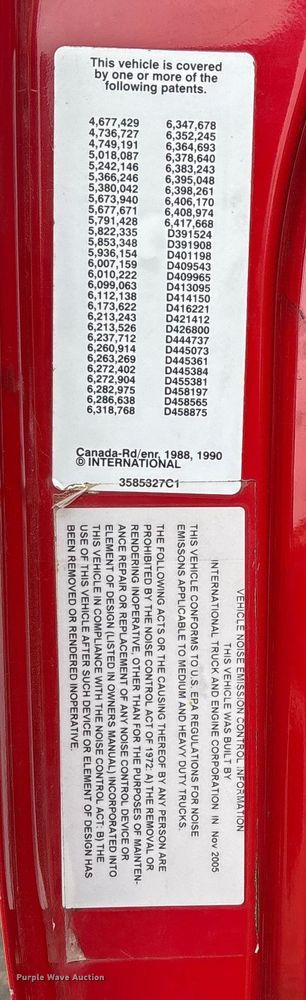 This vehicle is covered
by one or more of the
following patents.
4,677,429
4,736,727
4,749,191
5,018,087
5,242,146
5,366,246
5,380,042
5,673,940
5,677,671
5,791,428
5,822,335
5,853,348
5,936,154
6,007,159
6,010,222
6,099,063
6,112,138
6,173,622
6,213,243
6,213,526
6,237,712
6,260,914
6,263,269
6,272,402
6,272,904
6,282,975
6,286,638
6,318,768
6,347,678
6,352,245
6,364,693
6,378,640
6,383,243
6,395,048
6,398,261
6,406,170
6,408,974
6,417,668
D391524
D391908
D401198
D409543
D409965
D413095
D414150
D416221
D421412
D426800
D444737
D445073
D445361
D445384
D455381
D458197
D458565
D458875
Canada-Rd/enr, 1988, 1990
© INTERNATIONAL
3585327C1
VEHICLE NOISE EMISSION CONTROL INFORMATION
THIS VEHICLE WAS BUILT BY
INTERNATIONAL TRUCK AND ENGINE CORPORATION IN Nov 2005
THIS VEHICLE CONFORMS TO U.S. EPA REGULATIONS FOR NOISE
EMISSONS APPLICABLE TO MEDIUM AND HEAVY DUTY TRUCKS.
THE FOLLOWING ACTS OR THE CAUSING THEREOF BY ANY PERSON ARE
PROHIBITED BY THE NOISE CONTROL ACT OF 1972: A) THE REMOVAL OR
RENDERING INOPERATIVE, OTHER THAN FOR THE PURPOSES OF MAINTEN-
ANCE REPAIR OR REPLACEMENT OF ANY NOISE CONTROL DEVICE OR
ELEMENT OF DESIGN (LISTED IN OWNERS MANUAL) INCORPORATED INTO
THIS VEHICLE IN COMPLIANCE WITH THE NOISE CONTROL ACT: B) THE
USE OF THIS VEHICLE AFTER SUCH DEVICE OR ELEMENT OF DESIGN HAS
BEEN REMOVED OR RENDERED INOPERATIVE.
Purple Wave Auction